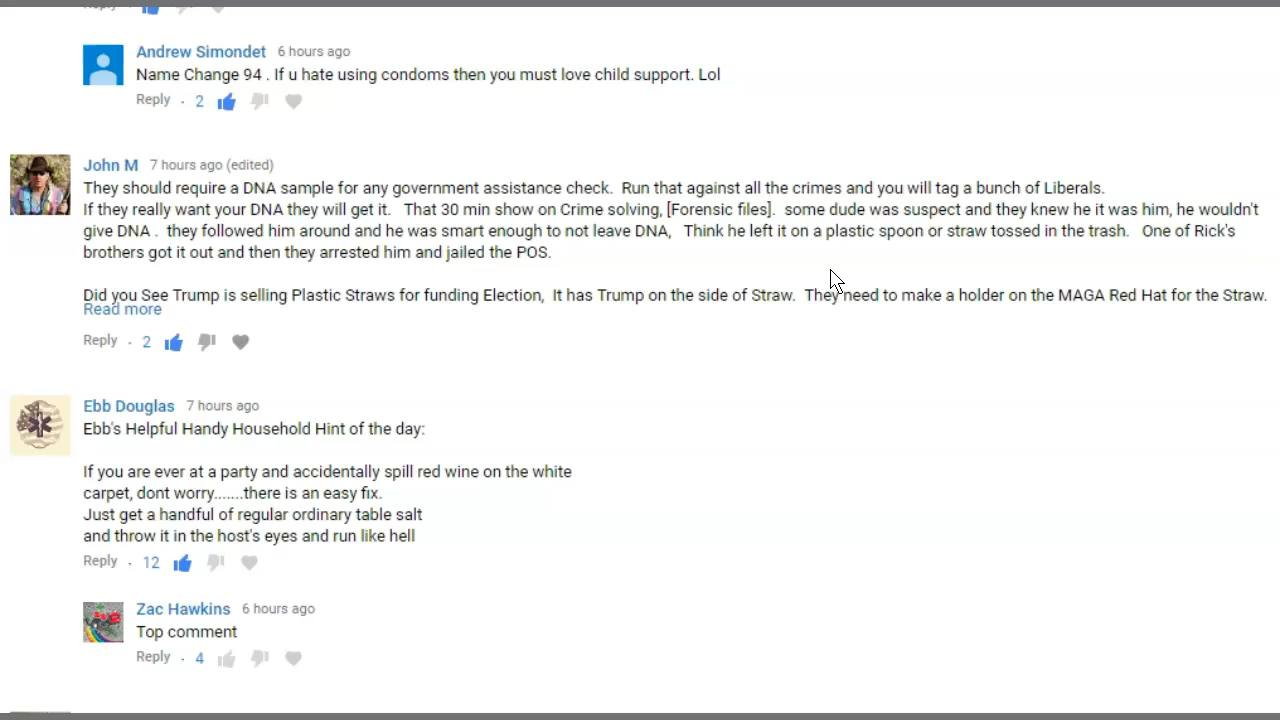 Reply
Andrew Simondet 6 hours ago
Name Change 94 . If u hate using condoms then you must love child support. Lol
Reply · 2
John M 7 hours ago (edited)
They should require a DNA sample for any government assistance check.  Run that against all the crimes and you will tag a bunch of Liberals.
If they really want your DNA they will get it.   That 30 min show on Crime solving, [Forensic files].  some dude was suspect and they knew he it was him, he wouldn't
give DNA .  they followed him around and he was smart enough to not leave DNA,   Think he left it on a plastic spoon or straw tossed in the trash.   One of Rick's
brothers got it out and then they arrested him and jailed the POS.
Did you See Trump is selling Plastic Straws for funding Election,  It has Trump on the side of Straw.  They need to make a holder on the MAGA Red Hat for the Straw.
Read more
Reply · 2
Ebb Douglas 7 hours ago
Ebb's Helpful Handy Household Hint of the day:
If you are ever at a party and accidentally spill red wine on the white
carpet, dont worry.......there is an easy fix.
Just get a handful of regular ordinary table salt
and throw it in the host's eyes and run like hell
Reply · 12
Zac Hawkins 6 hours ago
Top comment
Reply · 4